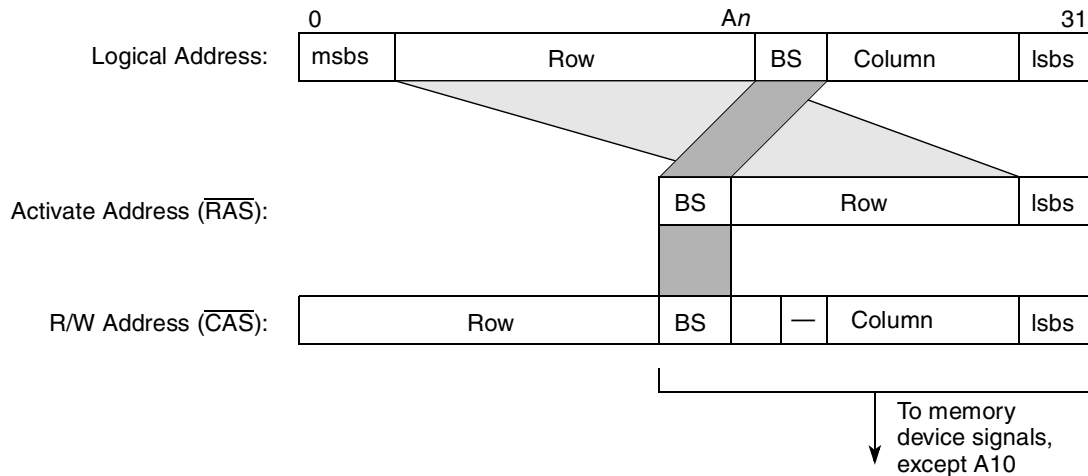 0 An 31
Logical Address: msbs Row BS Column lsbs
Activate Address (RAS): BS Row lsbs
R/W Address (CAS): Row BS — Column lsbs
To memory
device signals,
except A10